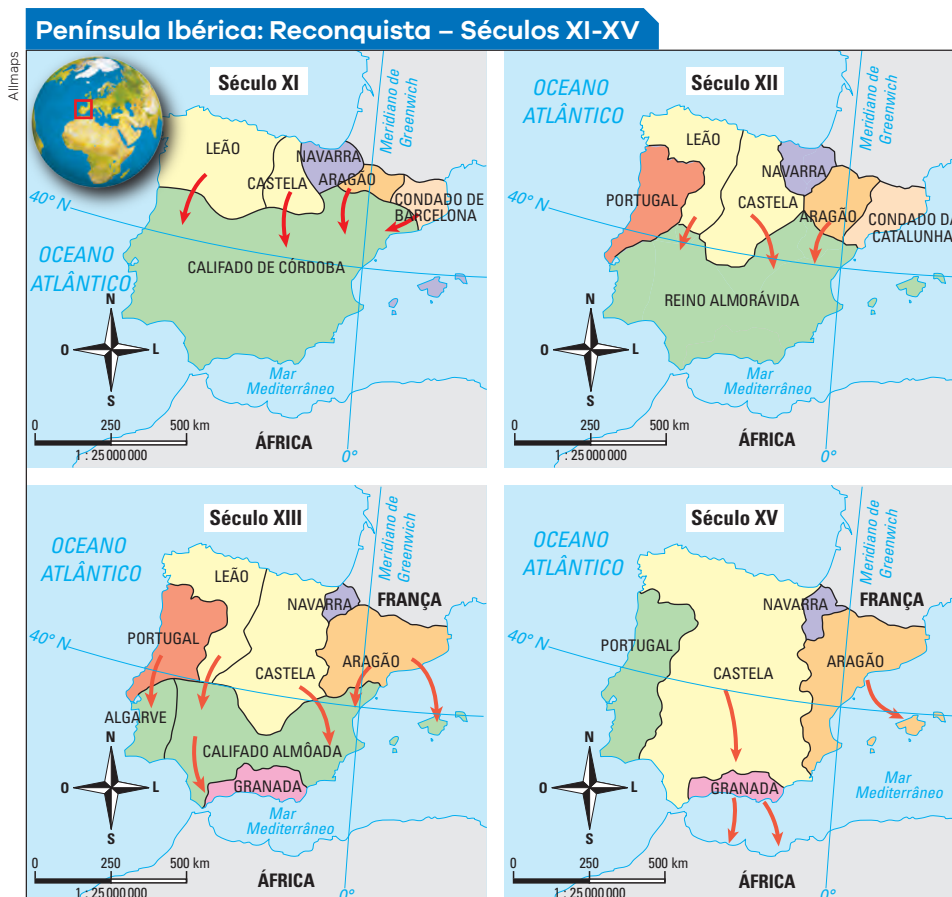 Península Ibérica: Reconquista – Séculos XI-XV
Allmaps
Século XI
Meridiano de
Greenwich
LEÃO
NAVARRA
CASTELA
ARAGÃO
CONDADO DE
BARCELONA
40° N
OCEANO
ATLÂNTICO
CALIFADO DE CÓRDOBA
N
O
L
S
Mar
Mediterrâneo
0
250
500 km
1 : 25 000 000
ÁFRICA
0°
OCEANO
ATLÂNTICO
Século XII
Meridiano de
Greenwich
LEÃO
NAVARRA
PORTUGAL
CASTELA
ARAGÃO
CONDADO DA
CATALUNHA
40° N
REINO ALMORÁVIDA
N
O
L
S
Mar
Mediterrâneo
0
250
500 km
1 : 25 000 000
ÁFRICA
0°
Século XIII
OCEANO
ATLÂNTICO
Meridiano de
Greenwich
LEÃO
NAVARRA
FRANÇA
40° N
PORTUGAL
CASTELA
ARAGÃO
ALGARVE
CALIFADO ALMÔADA
GRANADA
N
O
L
S
Mar
Mediterrâneo
0
250
500 km
1 : 25 000 000
ÁFRICA
0°
Século XV
OCEANO
ATLÂNTICO
Meridiano de
Greenwich
NAVARRA
FRANÇA
40° N
PORTUGAL
CASTELA
ARAGÃO
GRANADA
N
O
L
S
Mar
Mediterrâneo
0
250
500 km
1 : 25 000 000
ÁFRICA
0°